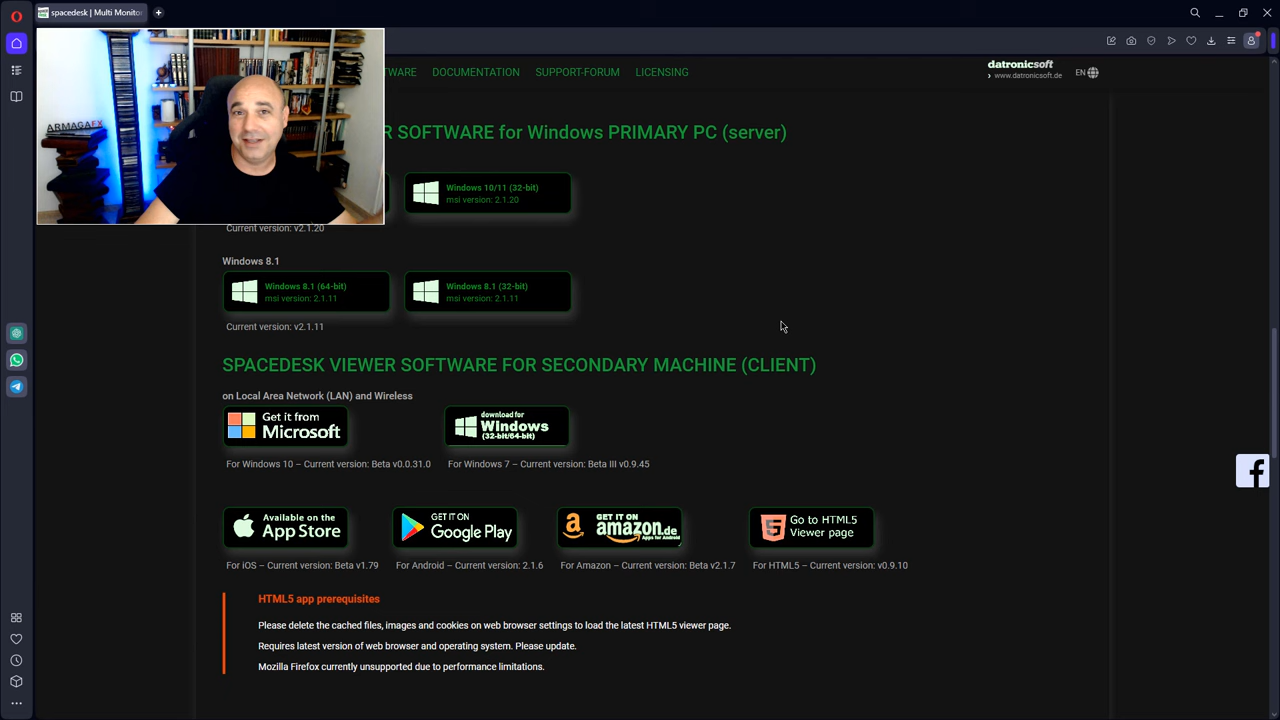 spacedesk | Multi Monitor
TWARE DOCUMENTATION SUPPORT-FORUM LICENSING
datronicsoft
› www.datronicsoft.de
EN
ARMAGAEX
R SOFTWARE for Windows PRIMARY PC (server)
Windows 10/11 (32-bit)
msi version: 2.1.20
Current version: v2.1.20
Windows 8.1
Windows 8.1 (64-bit)
msi version: 2.1.11
Windows 8.1 (32-bit)
msi version: 2.1.11
Current version: v2.1.11
SPACEDESK VIEWER SOFTWARE FOR SECONDARY MACHINE (CLIENT)
on Local Area Network (LAN) and Wireless
Get it from
Microsoft
download for
Windows
(32-bit/64-bit)
For Windows 10 – Current version: Beta v0.0.31.0
For Windows 7 – Current version: Beta III v0.9.45
Available on the
App Store
GET IT ON
Google Play
GET IT ON
amazon.de
Apps for Android
Go to HTML5
Viewer page
For iOS – Current version: Beta v1.79
For Android – Current version: 2.1.6
For Amazon – Current version: Beta v2.1.7
For HTML5 – Current version: v0.9.10
HTML5 app prerequisites
Please delete the cached files, images and cookies on web browser settings to load the latest HTML5 viewer page.
Requires latest version of web browser and operating system. Please update.
Mozilla Firefox currently unsupported due to performance limitations.